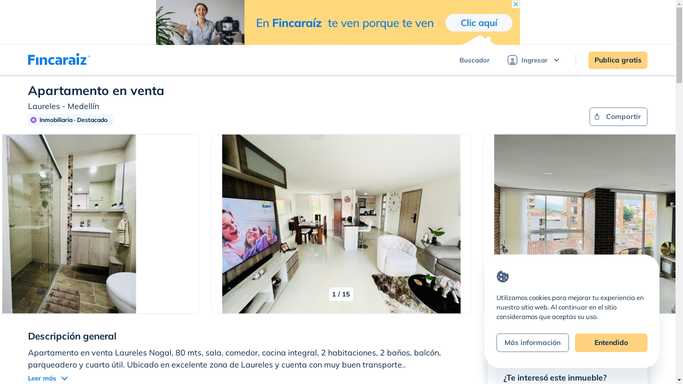 En Fincaraíz te ven porque te ven
Clic aquí
Fincaraiz
Buscador
Ingresar
Publica gratis
Apartamento en venta
Laureles - Medellín
Inmobiliaria · Destacado
Compartir
1 / 15
Utilizamos cookies para mejorar tu experiencia en
nuestro sitio web. Al continuar en el sitio
consideramos que aceptas su uso.
Más información
Entendido
Descripción general
Apartamento en venta Laureles Nogal, 80 mts, sala, comedor, cocina integral, 2 habitaciones, 2 baños, balcón,
parqueadero y cuarto útil. Ubicado en excelente zona de Laureles y cuenta con muy buen transporte..
Leer más
¿Te interesó este inmueble?